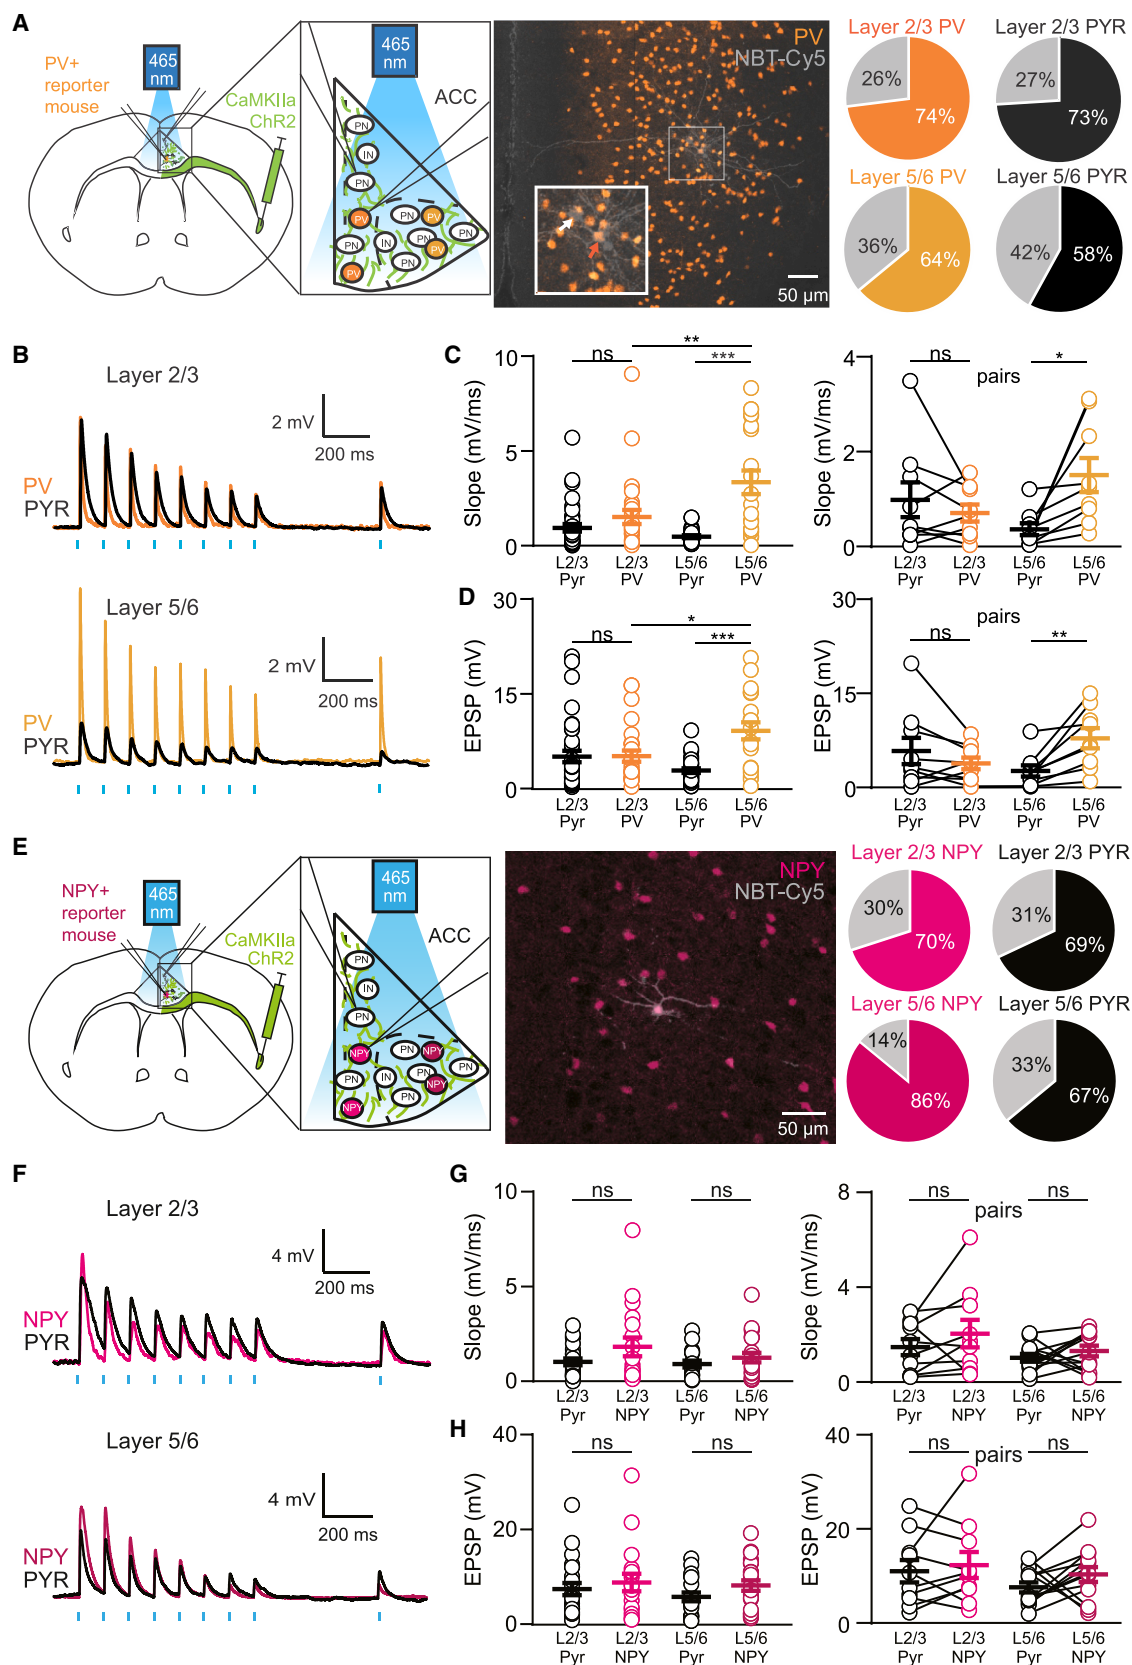 A
PV+
reporter
mouse
465
nm
CaMKIIa
ChR2
465
nm
ACC
PN
IN
PN
PV
PN
PV
PN
PN
IN
PN
PV
PN
PV
PV
NBT-Cy5
50 µm
Layer 2/3 PV
26%
74%
Layer 2/3 PYR
27%
73%
Layer 5/6 PV
36%
64%
Layer 5/6 PYR
42%
58%
B
Layer 2/3
2 mV
200 ms
PV
PYR
Layer 5/6
2 mV
200 ms
PV
PYR
C
Slope (mV/ms)
10
5
0
ns
**
***
L2/3 Pyr
L2/3 PV
L5/6 Pyr
L5/6 PV
Slope (mV/ms)
4
2
0
ns
pairs
*
L2/3 Pyr
L2/3 PV
L5/6 Pyr
L5/6 PV
D
EPSP (mV)
30
15
0
ns
*
***
L2/3 Pyr
L2/3 PV
L5/6 Pyr
L5/6 PV
EPSP (mV)
30
15
0
ns
pairs
**
L2/3 Pyr
L2/3 PV
L5/6 Pyr
L5/6 PV
E
NPY+
reporter
mouse
465
nm
CaMKIIa
ChR2
465
nm
ACC
PN
IN
PN
NPY
PN
NPY
PN
PN
IN
NPY
PN
NPY
NPY
NBT-Cy5
50 µm
Layer 2/3 NPY
30%
70%
Layer 2/3 PYR
31%
69%
Layer 5/6 NPY
14%
86%
Layer 5/6 PYR
33%
67%
F
Layer 2/3
4 mV
200 ms
NPY
PYR
Layer 5/6
4 mV
200 ms
NPY
PYR
G
Slope (mV/ms)
10
5
0
ns
ns
L2/3 Pyr
L2/3 NPY
L5/6 Pyr
L5/6 NPY
Slope (mV/ms)
8
4
0
ns
pairs
ns
L2/3 Pyr
L2/3 NPY
L5/6 Pyr
L5/6 NPY
H
EPSP (mV)
40
20
0
ns
ns
L2/3 Pyr
L2/3 NPY
L5/6 Pyr
L5/6 NPY
EPSP (mV)
40
20
0
ns
pairs
ns
L2/3 Pyr
L2/3 NPY
L5/6 Pyr
L5/6 NPY